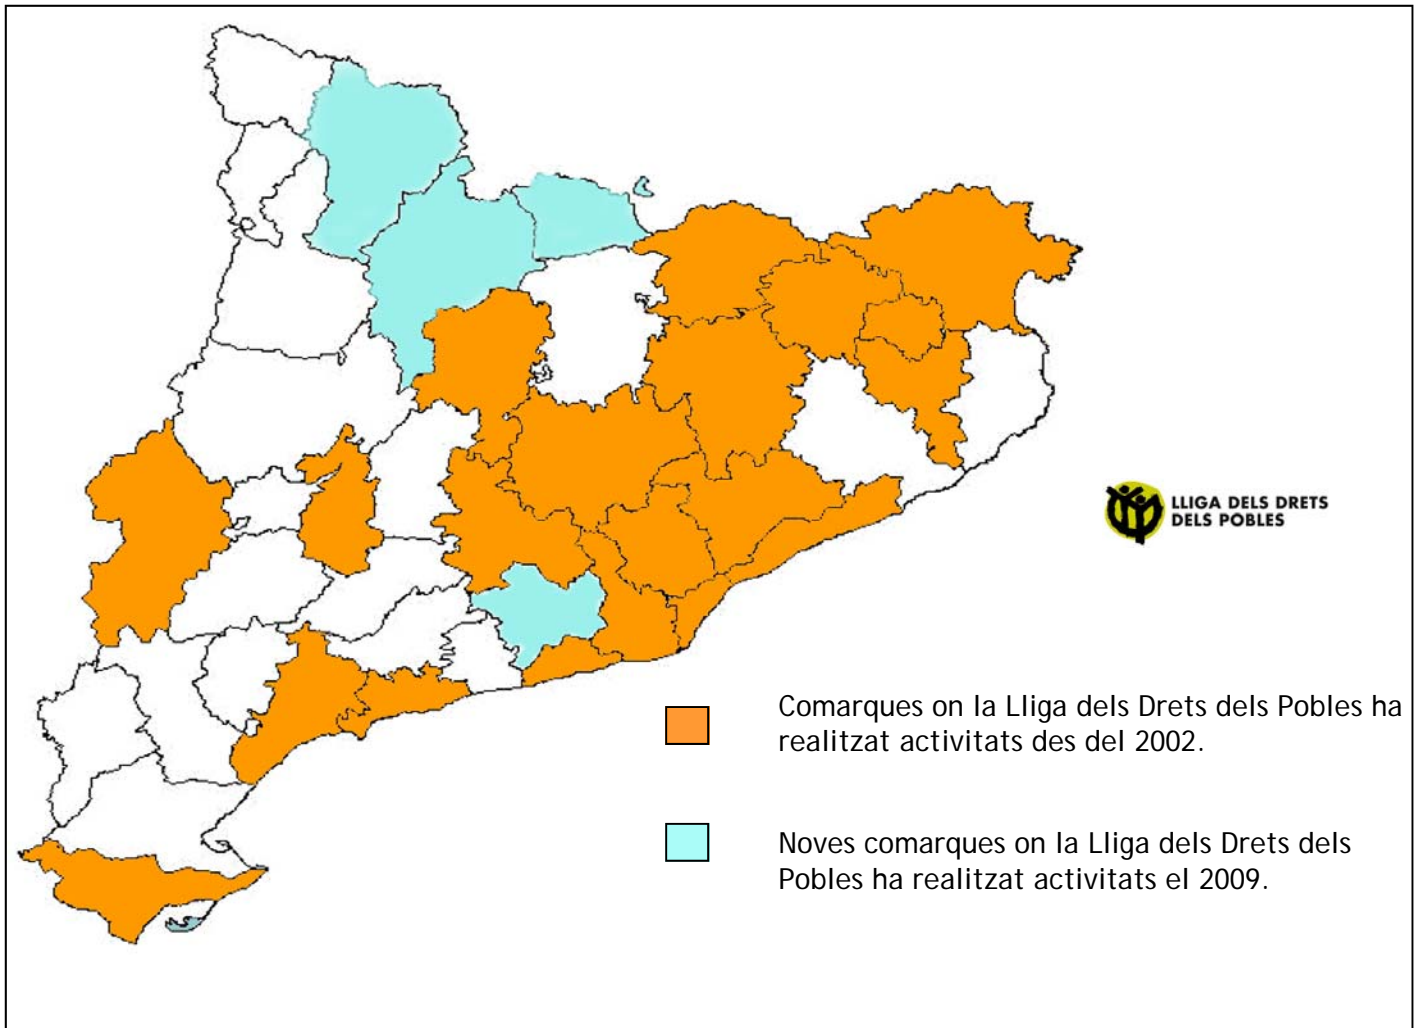 LLIGA DELS DRETS
DELS POBLES
Comarques on la Lliga dels Drets dels Pobles ha
realitzat activitats des del 2002.
Noves comarques on la Lliga dels Drets dels
Pobles ha realitzat activitats el 2009.